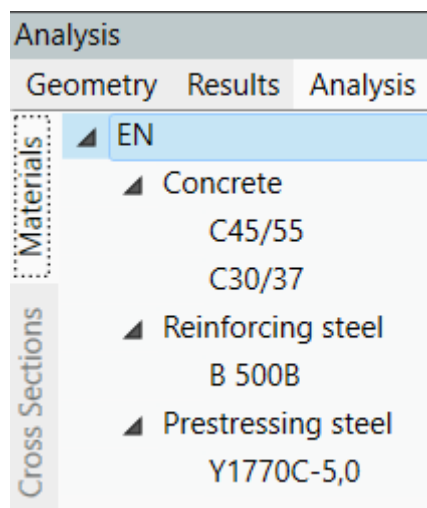 Analysis
Geometry Results Analysis
Materials
Cross Sections
EN
Concrete
C45/55
C30/37
Reinforcing steel
B 500B
Prestressing steel
Y1770C-5,0